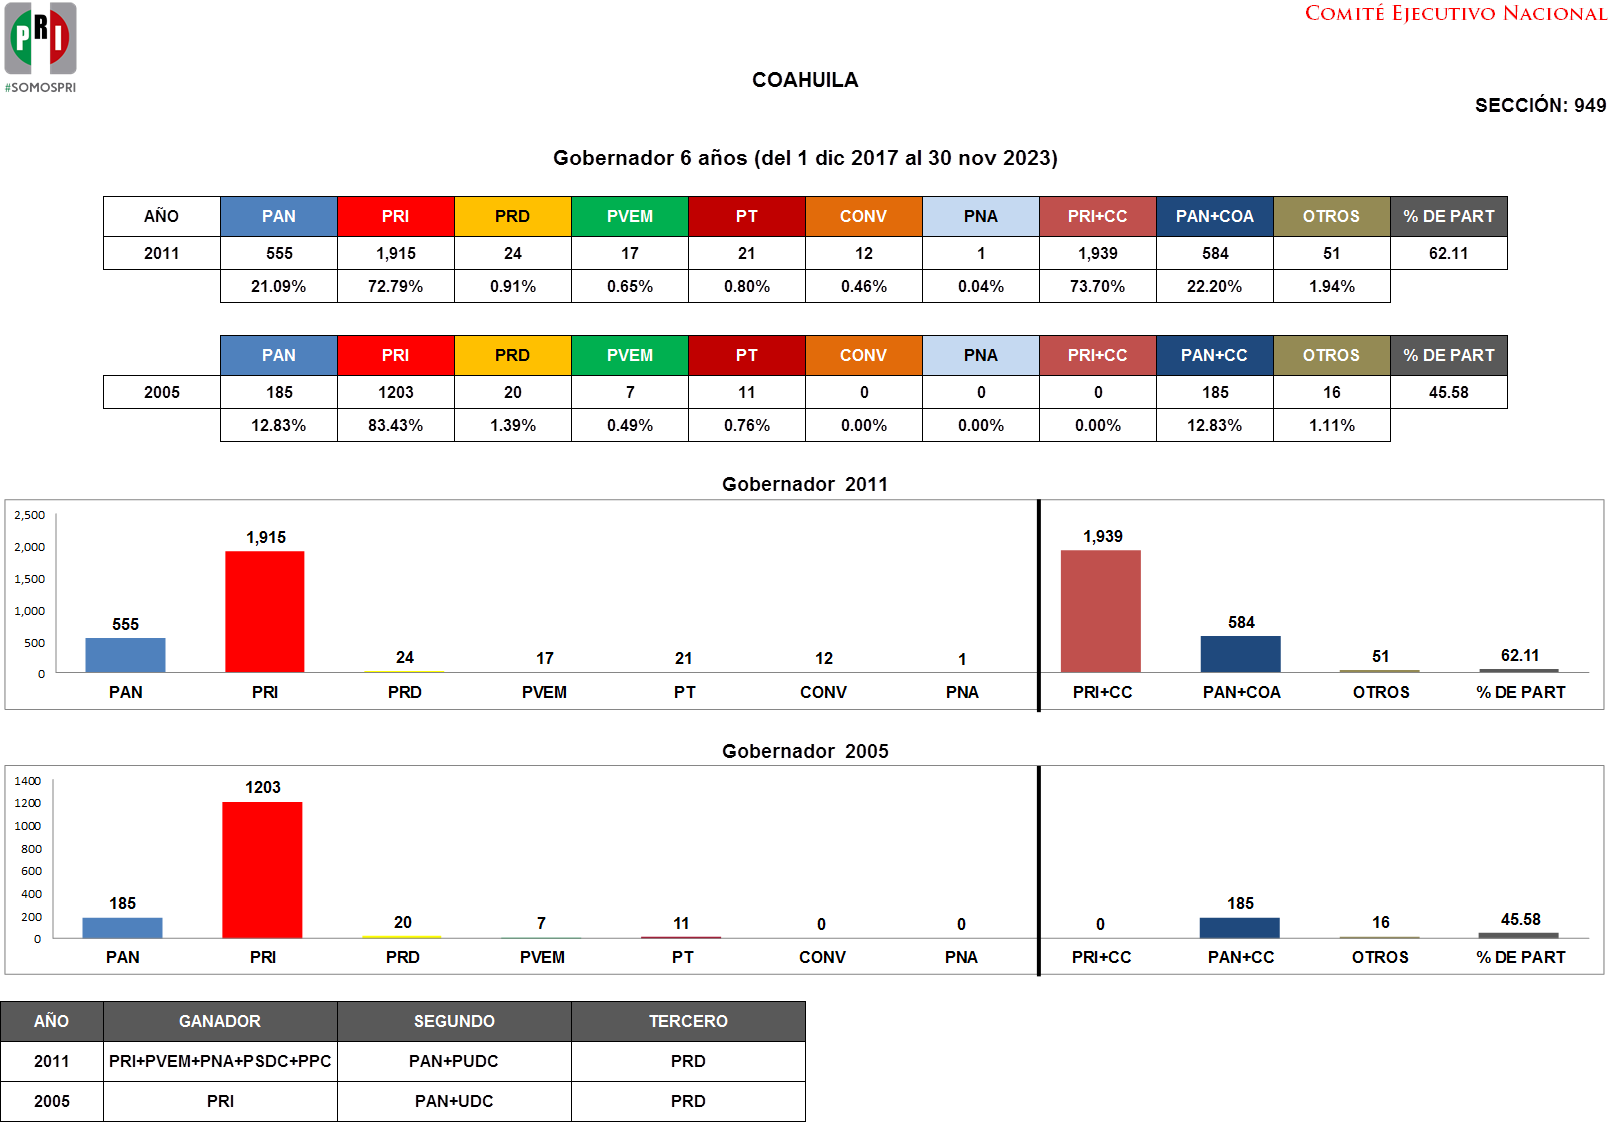 PRI
#SOMOSPRI
COMITÉ EJECUTIVO NACIONAL
COAHUILA
SECCIÓN: 949
Gobernador 6 años (del 1 dic 2017 al 30 nov 2023)
AÑO PAN PRI PRD PVEM PT CONV PNA PRI+CC PAN+COA OTROS % DE PART
2011 555 1,915 24 17 21 12 1 1,939 584 51 62.11
21.09% 72.79% 0.91% 0.65% 0.80% 0.46% 0.04% 73.70% 22.20% 1.94%
PAN PRI PRD PVEM PT CONV PNA PRI+CC PAN+CC OTROS % DE PART
2005 185 1203 20 7 11 0 0 0 185 16 45.58
12.83% 83.43% 1.39% 0.49% 0.76% 0.00% 0.00% 0.00% 12.83% 1.11%
Gobernador 2011
2,500
2,000
1,500
1,000
500
0
555 1,915 24 17 21 12 1 1,939 584 51 62.11
PAN PRI PRD PVEM PT CONV PNA PRI+CC PAN+COA OTROS % DE PART
Gobernador 2005
1400
1200
1000
800
600
400
200
0
185 1203 20 7 11 0 0 0 185 16 45.58
PAN PRI PRD PVEM PT CONV PNA PRI+CC PAN+CC OTROS % DE PART
AÑO GANADOR SEGUNDO TERCERO
2011 PRI+PVEM+PNA+PSDC+PPC PAN+PUDC PRD
2005 PRI PAN+UDC PRD